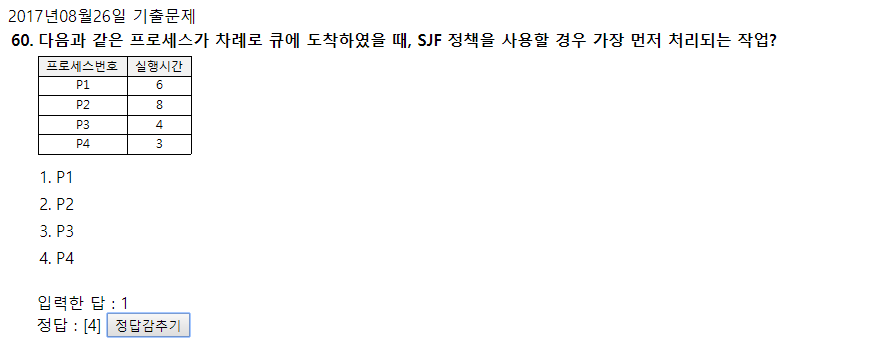 2017년08월26일 기출문제
60. 다음과 같은 프로세스가 차례로 큐에 도착하였을 때, SJF 정책을 사용할 경우 가장 먼저 처리되는 작업?
프로세스번호 실행시간
P1 6
P2 8
P3 4
P4 3
1. P1
2. P2
3. P3
4. P4
입력한 답 : 1
정답 : [4] 정답감추기